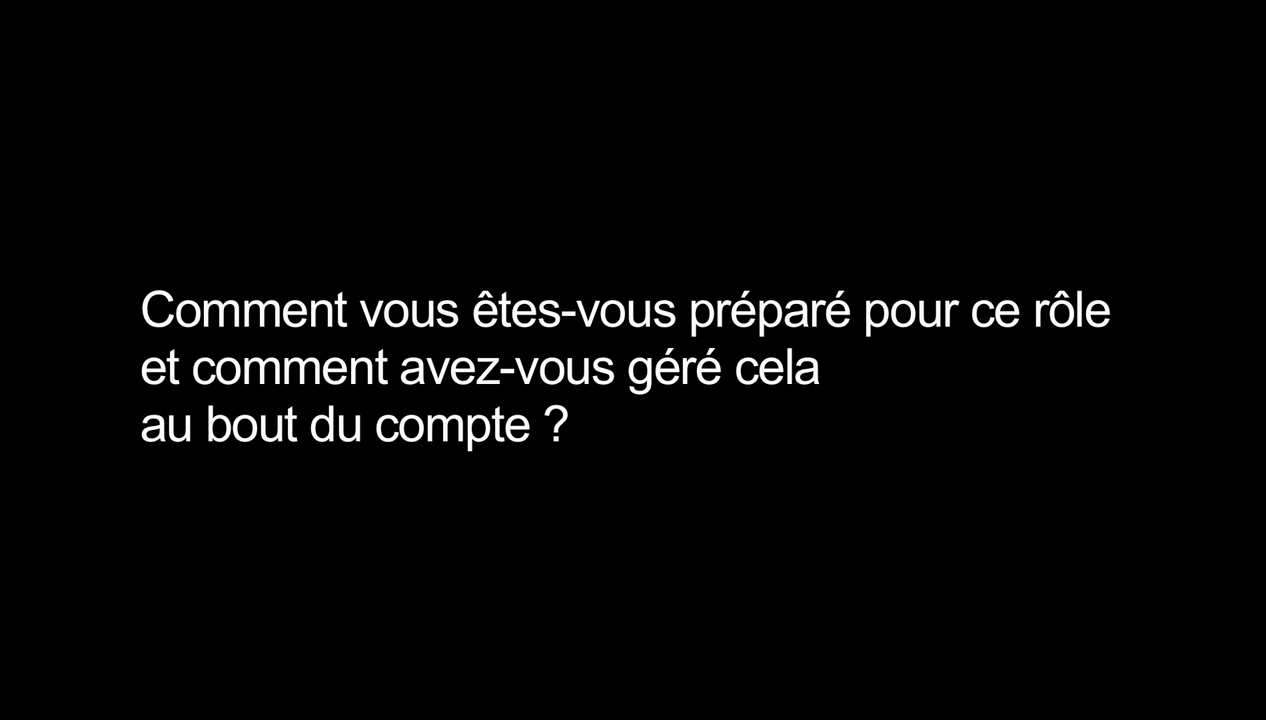 Comment vous êtes-vous préparé pour ce rôle
et comment avez-vous géré cela
au bout du compte ?